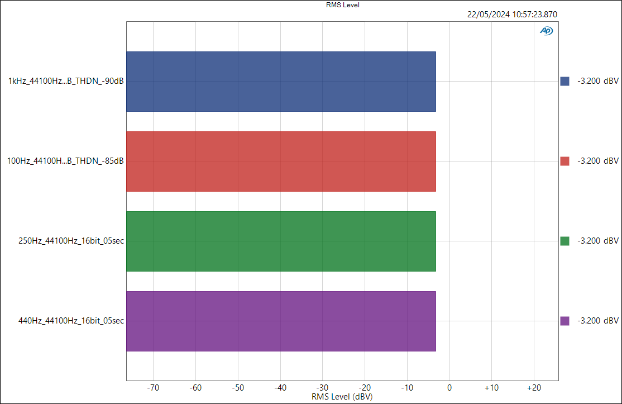 RMS Level
22/05/2024 10:57:23.870
AP
1kHz_44100Hz...B_THDN_-90dB
-3.200 dBV
100Hz_44100H...B_THDN_-85dB
-3.200 dBV
250Hz_44100Hz_16bit_05sec
-3.200 dBV
440Hz_44100Hz_16bit_05sec
-3.200 dBV
-70 -60 -50 -40 -30 -20 -10 0 +10 +20
RMS Level (dBV)